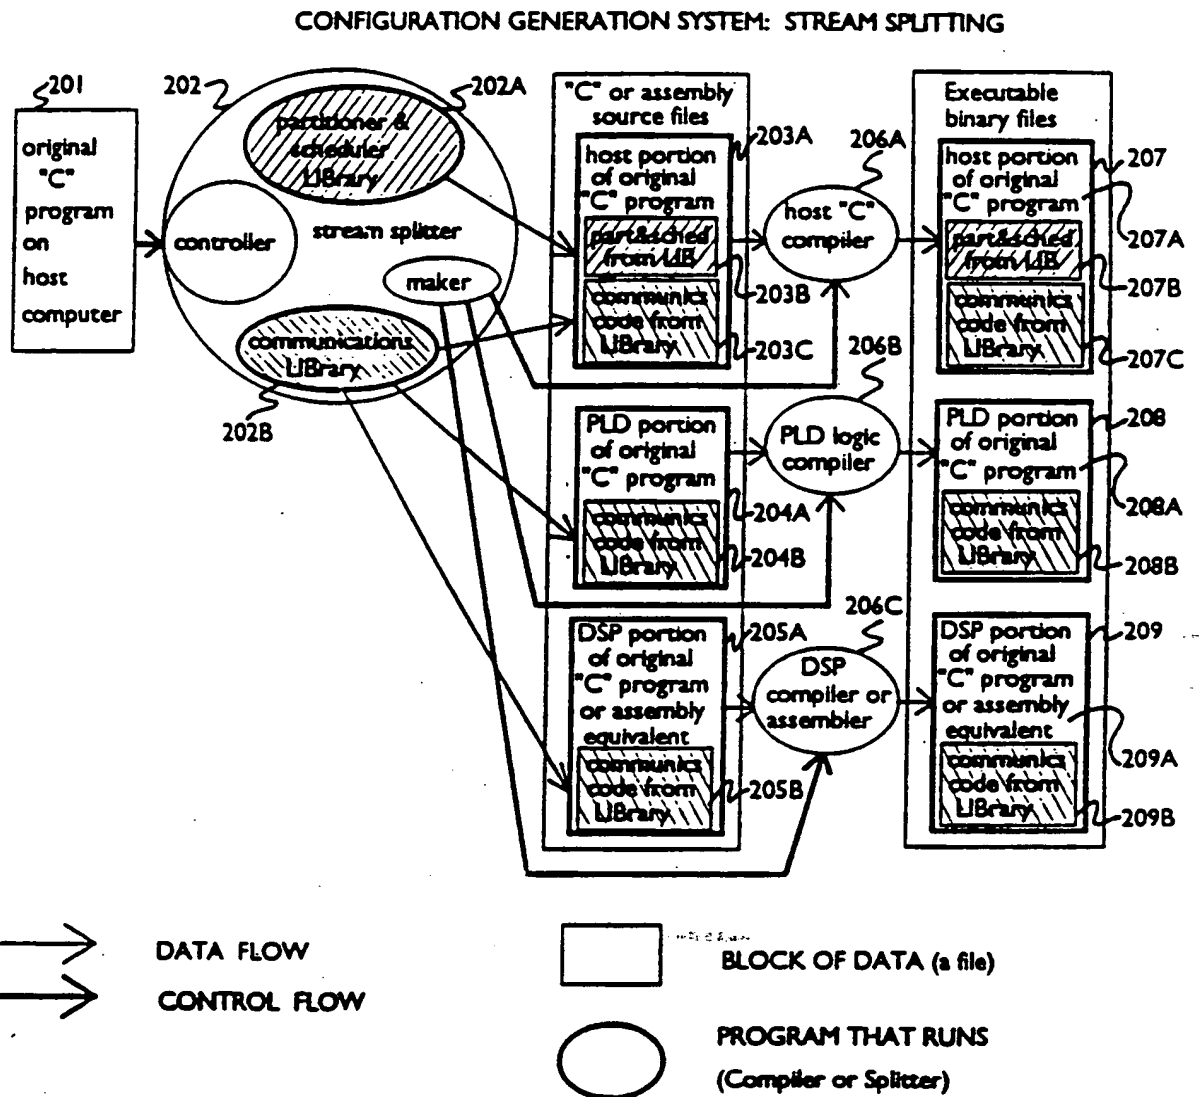 CONFIGURATION GENERATION SYSTEM: STREAM SPLITTING
201
original
"C"
program
on
host
computer
202
202A
partitioner &
scheduler
LIBrary
controller
stream splitter
maker
communications
LIBrary
202B
"C" or assembly
source files
203A
host portion
of original
"C" program
part&sched
from LIB
203B
communics
code from
LIBrary
203C
PLD portion
of original
"C" program
204A
communics
code from
LIBrary
204B
DSP portion
of original
"C" program
or assembly
equivalent
205A
communics
code from
LIBrary
205B
206A
host "C"
compiler
206B
PLD logic
compiler
206C
DSP
compiler or
assembler
Executable
binary files
host portion
of original
"C" program
207
207A
part&sched
from LIB
207B
communics
code from
LIBrary
207C
PLD portion
of original
"C" program
208
208A
communics
code from
LIBrary
208B
DSP portion
of original
"C" program
or assembly
equivalent
209
209A
communics
code from
LIBrary
209B
DATA FLOW
CONTROL FLOW
BLOCK OF DATA (a file)
PROGRAM THAT RUNS
(Compiler or Splitter)